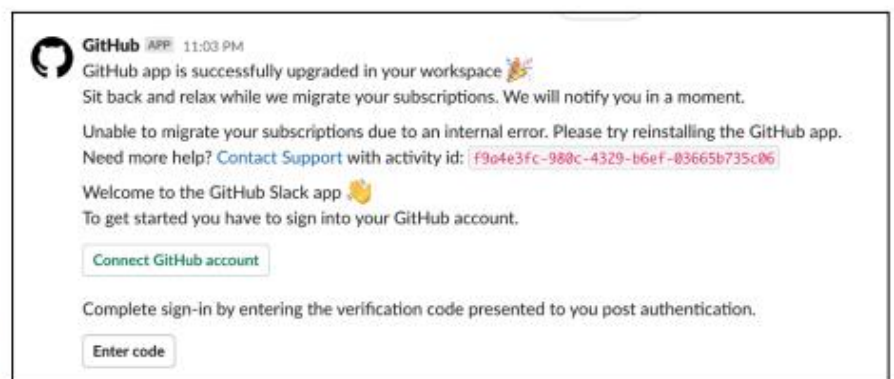 GitHub APP 11:03 PM
GitHub app is successfully upgraded in your workspace 🎉
Sit back and relax while we migrate your subscriptions. We will notify you in a moment.
Unable to migrate your subscriptions due to an internal error. Please try reinstalling the GitHub app.
Need more help? Contact Support with activity id: f9a4e3fc-980c-4329-b6ef-03665b735c06
Welcome to the GitHub Slack app 👋
To get started you have to sign into your GitHub account.
Connect GitHub account
Complete sign-in by entering the verification code presented to you post authentication.
Enter code